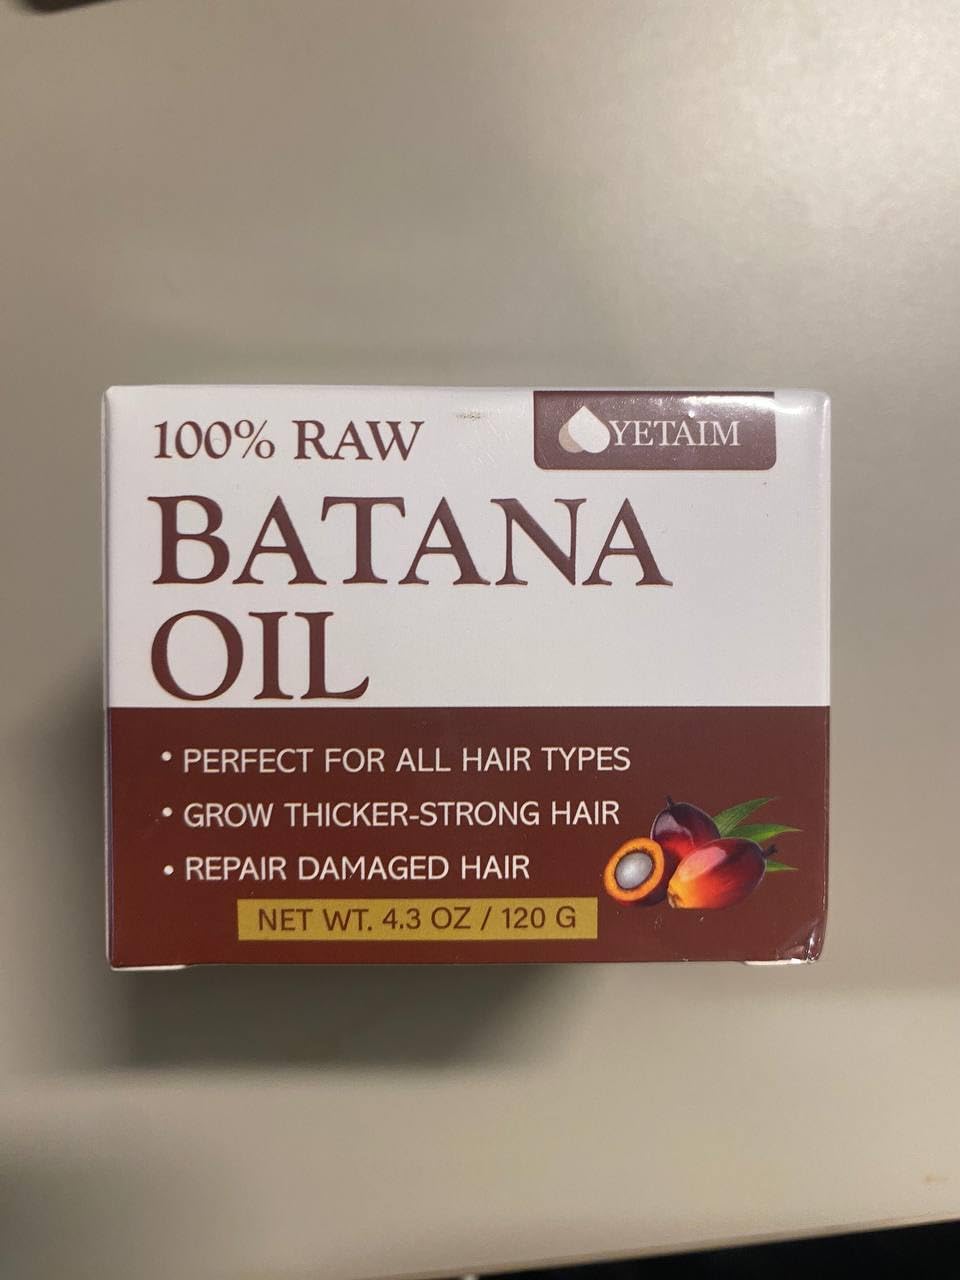 100% RAW
YETAIM
BATANA
OIL
• PERFECT FOR ALL HAIR TYPES
• GROW THICKER-STRONG HAIR
• REPAIR DAMAGED HAIR
NET WT. 4.3 OZ / 120 G